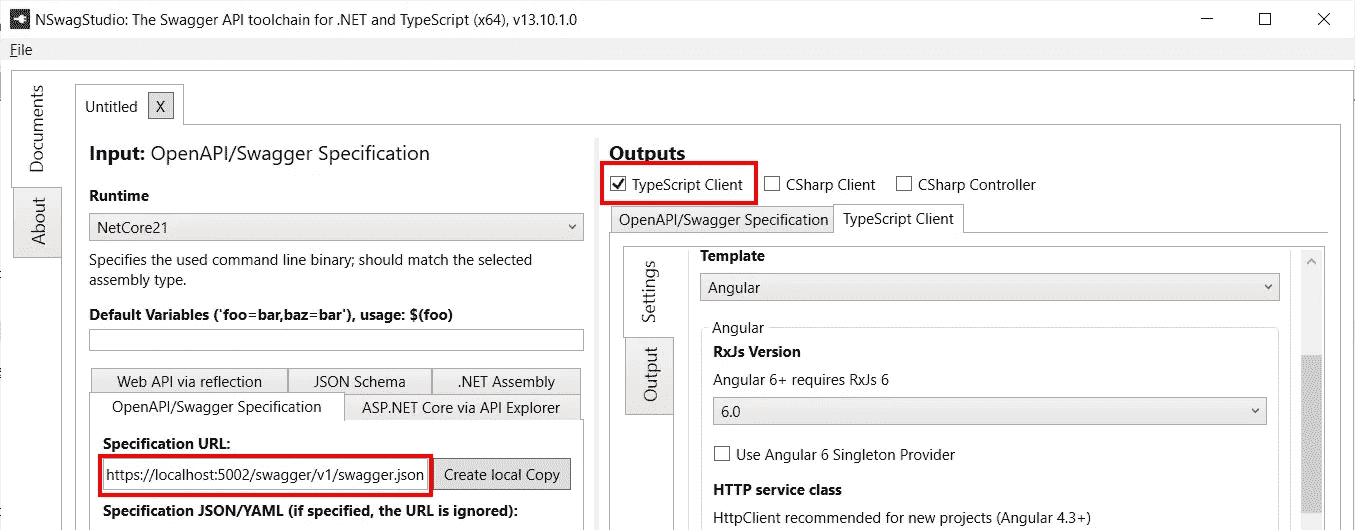 NSwagStudio: The Swagger API toolchain for .NET and TypeScript (x64), v13.10.1.0
File
Documents
About
Untitled X
Input: OpenAPI/Swagger Specification
Runtime
NetCore21
Specifies the used command line binary; should match the selected
assembly type.
Default Variables ('foo=bar,baz=bar'), usage: $(foo)
Web API via reflection JSON Schema .NET Assembly
OpenAPI/Swagger Specification ASP.NET Core via API Explorer
Specification URL:
https://localhost:5002/swagger/v1/swagger.json Create local Copy
Specification JSON/YAML (if specified, the URL is ignored):
Outputs
TypeScript Client CSharp Client CSharp Controller
OpenAPI/Swagger Specification TypeScript Client
Settings
Output
Template
Angular
Angular
RxJs Version
Angular 6+ requires RxJs 6
6.0
Use Angular 6 Singleton Provider
HTTP service class
HttpClient recommended for new projects (Angular 4.3+)